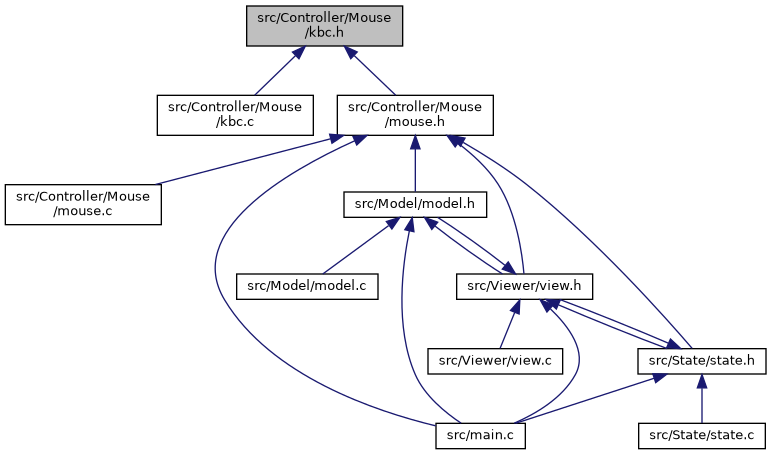 src/Controller/Mouse
/kbc.h
src/Controller/Mouse
/kbc.c
src/Controller/Mouse
/mouse.h
src/Controller/Mouse
/mouse.c
src/Model/model.h
src/Model/model.c
src/Viewer/view.h
src/Viewer/view.c
src/State/state.h
src/main.c
src/State/state.c